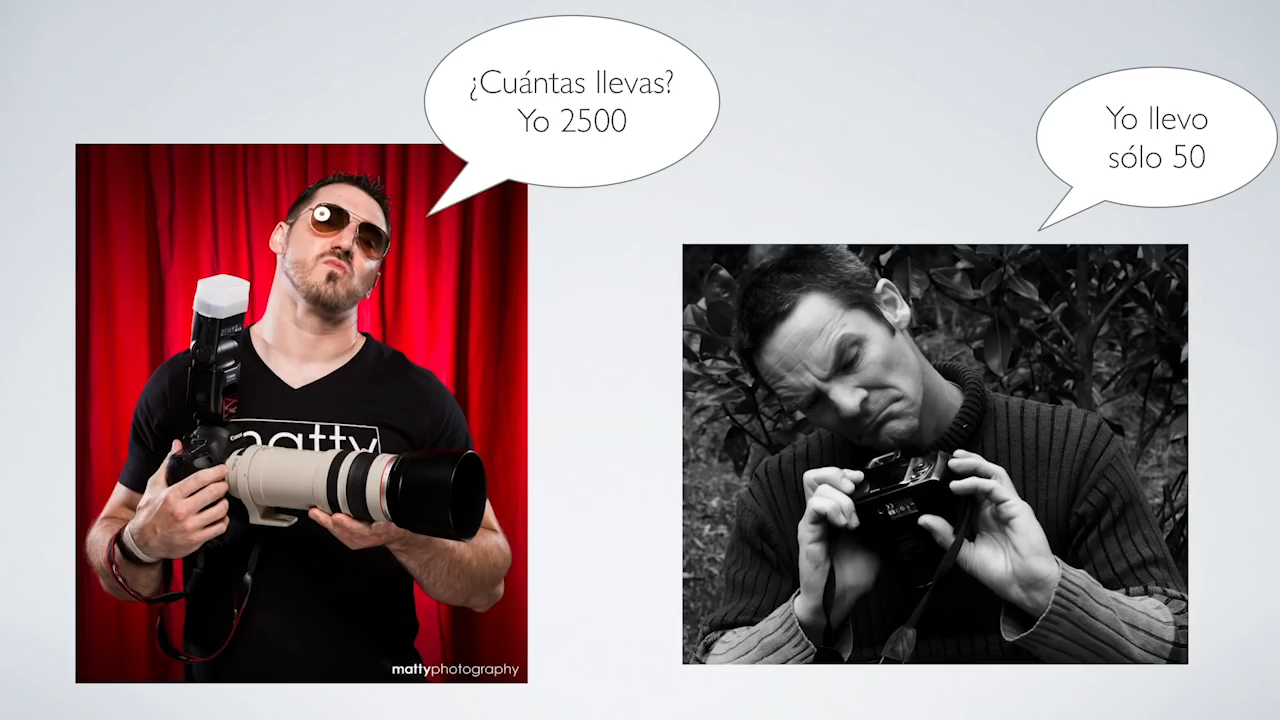 ¿Cuántas llevas?
Yo 2500
Yo llevo
sólo 50
matty
mattyphotography